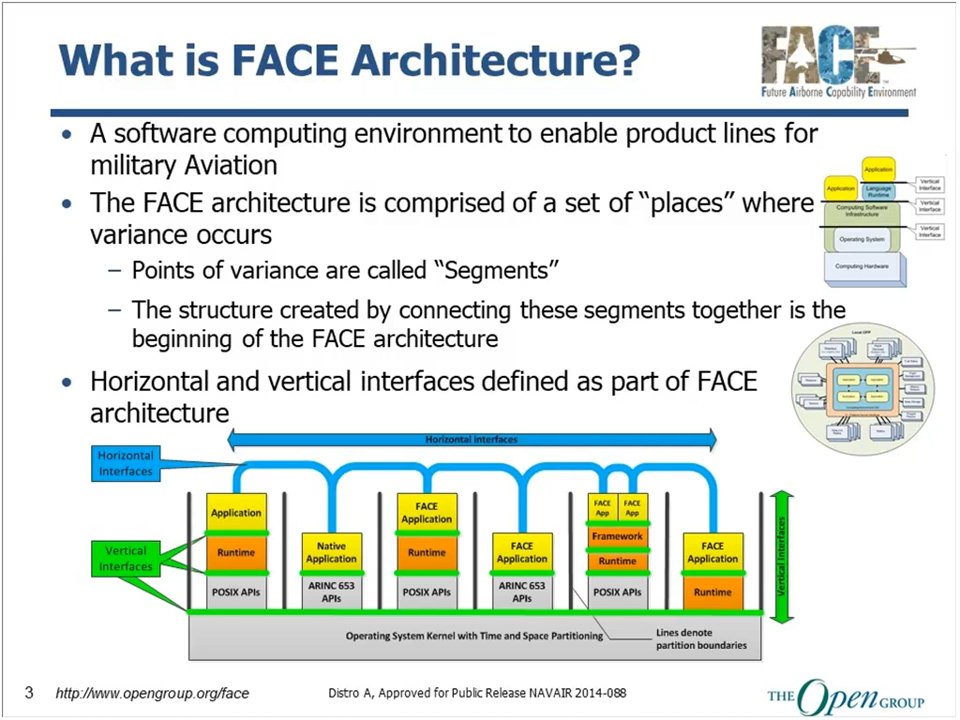 What is FACE Architecture?
FACE
TM
Future Airborne Capability Environment
• A software computing environment to enable product lines for
military Aviation
• The FACE architecture is comprised of a set of “places” where
variance occurs
– Points of variance are called “Segments”
– The structure created by connecting these segments together is the
beginning of the FACE architecture
• Horizontal and vertical interfaces defined as part of FACE
architecture
Application
Vertical
Interface
Application
Language
Runtime
Vertical
Interface
Computing Software
Infrastructure
Vertical
Interface
Operating System
Computing Hardware
Horizontal interfaces
Horizontal
Interfaces
Vertical
Interfaces
Application
Runtime
POSIX APIs
Native
Application
ARINC 653
APIs
FACE
Application
Runtime
POSIX APIs
FACE
Application
ARINC 653
APIs
FACE
App
FACE
App
Framework
Runtime
POSIX APIs
FACE
Application
Runtime
Vertical Interfaces
Operating System Kernel with Time and Space Partitioning
Lines denote
partition boundaries
3
http://www.opengroup.org/face
Distro A, Approved for Public Release NAVAIR 2014-088
THE Open GROUP